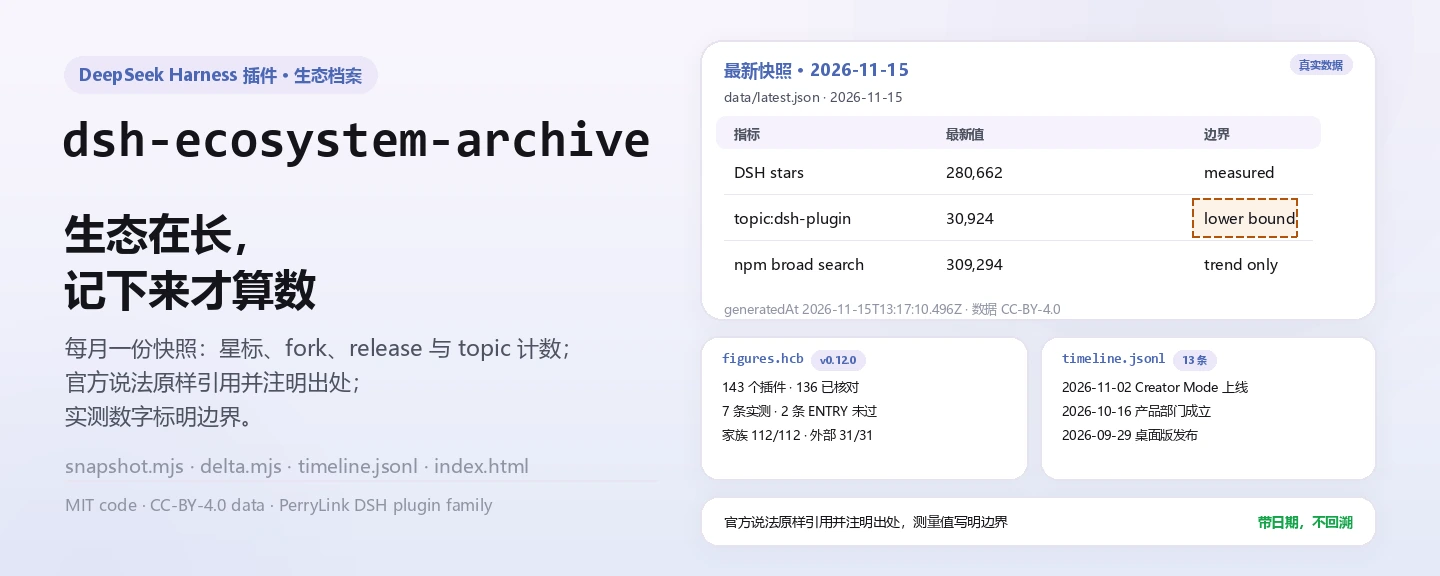 DeepSeek Harness 插件 • 生态档案
dsh-ecosystem-archive
生态在长，
记下来才算数
每月一份快照：星标、fork、release 与 topic 计数；
官方说法原样引用并注明出处；
实测数字标明边界。
snapshot.mjs · delta.mjs · timeline.jsonl · index.html
MIT code · CC-BY-4.0 data · PerryLink DSH plugin family
最新快照 • 2026-11-15
真实数据
data/latest.json · 2026-11-15
指标 最新值 边界
DSH stars 280,662 measured
topic:dsh-plugin 30,924 lower bound
npm broad search 309,294 trend only
generatedAt 2026-11-15T13:17:10.496Z · 数据 CC-BY-4.0
figures.hcb v0.12.0
143 个插件 · 136 已核对
7 条实测 · 2 条 ENTRY 未过
家族 112/112 · 外部 31/31
timeline.jsonl 13 条
2026-11-02 Creator Mode 上线
2026-10-16 产品部门成立
2026-09-29 桌面版发布
官方说法原样引用并注明出处，测量值写明边界
带日期，不回溯